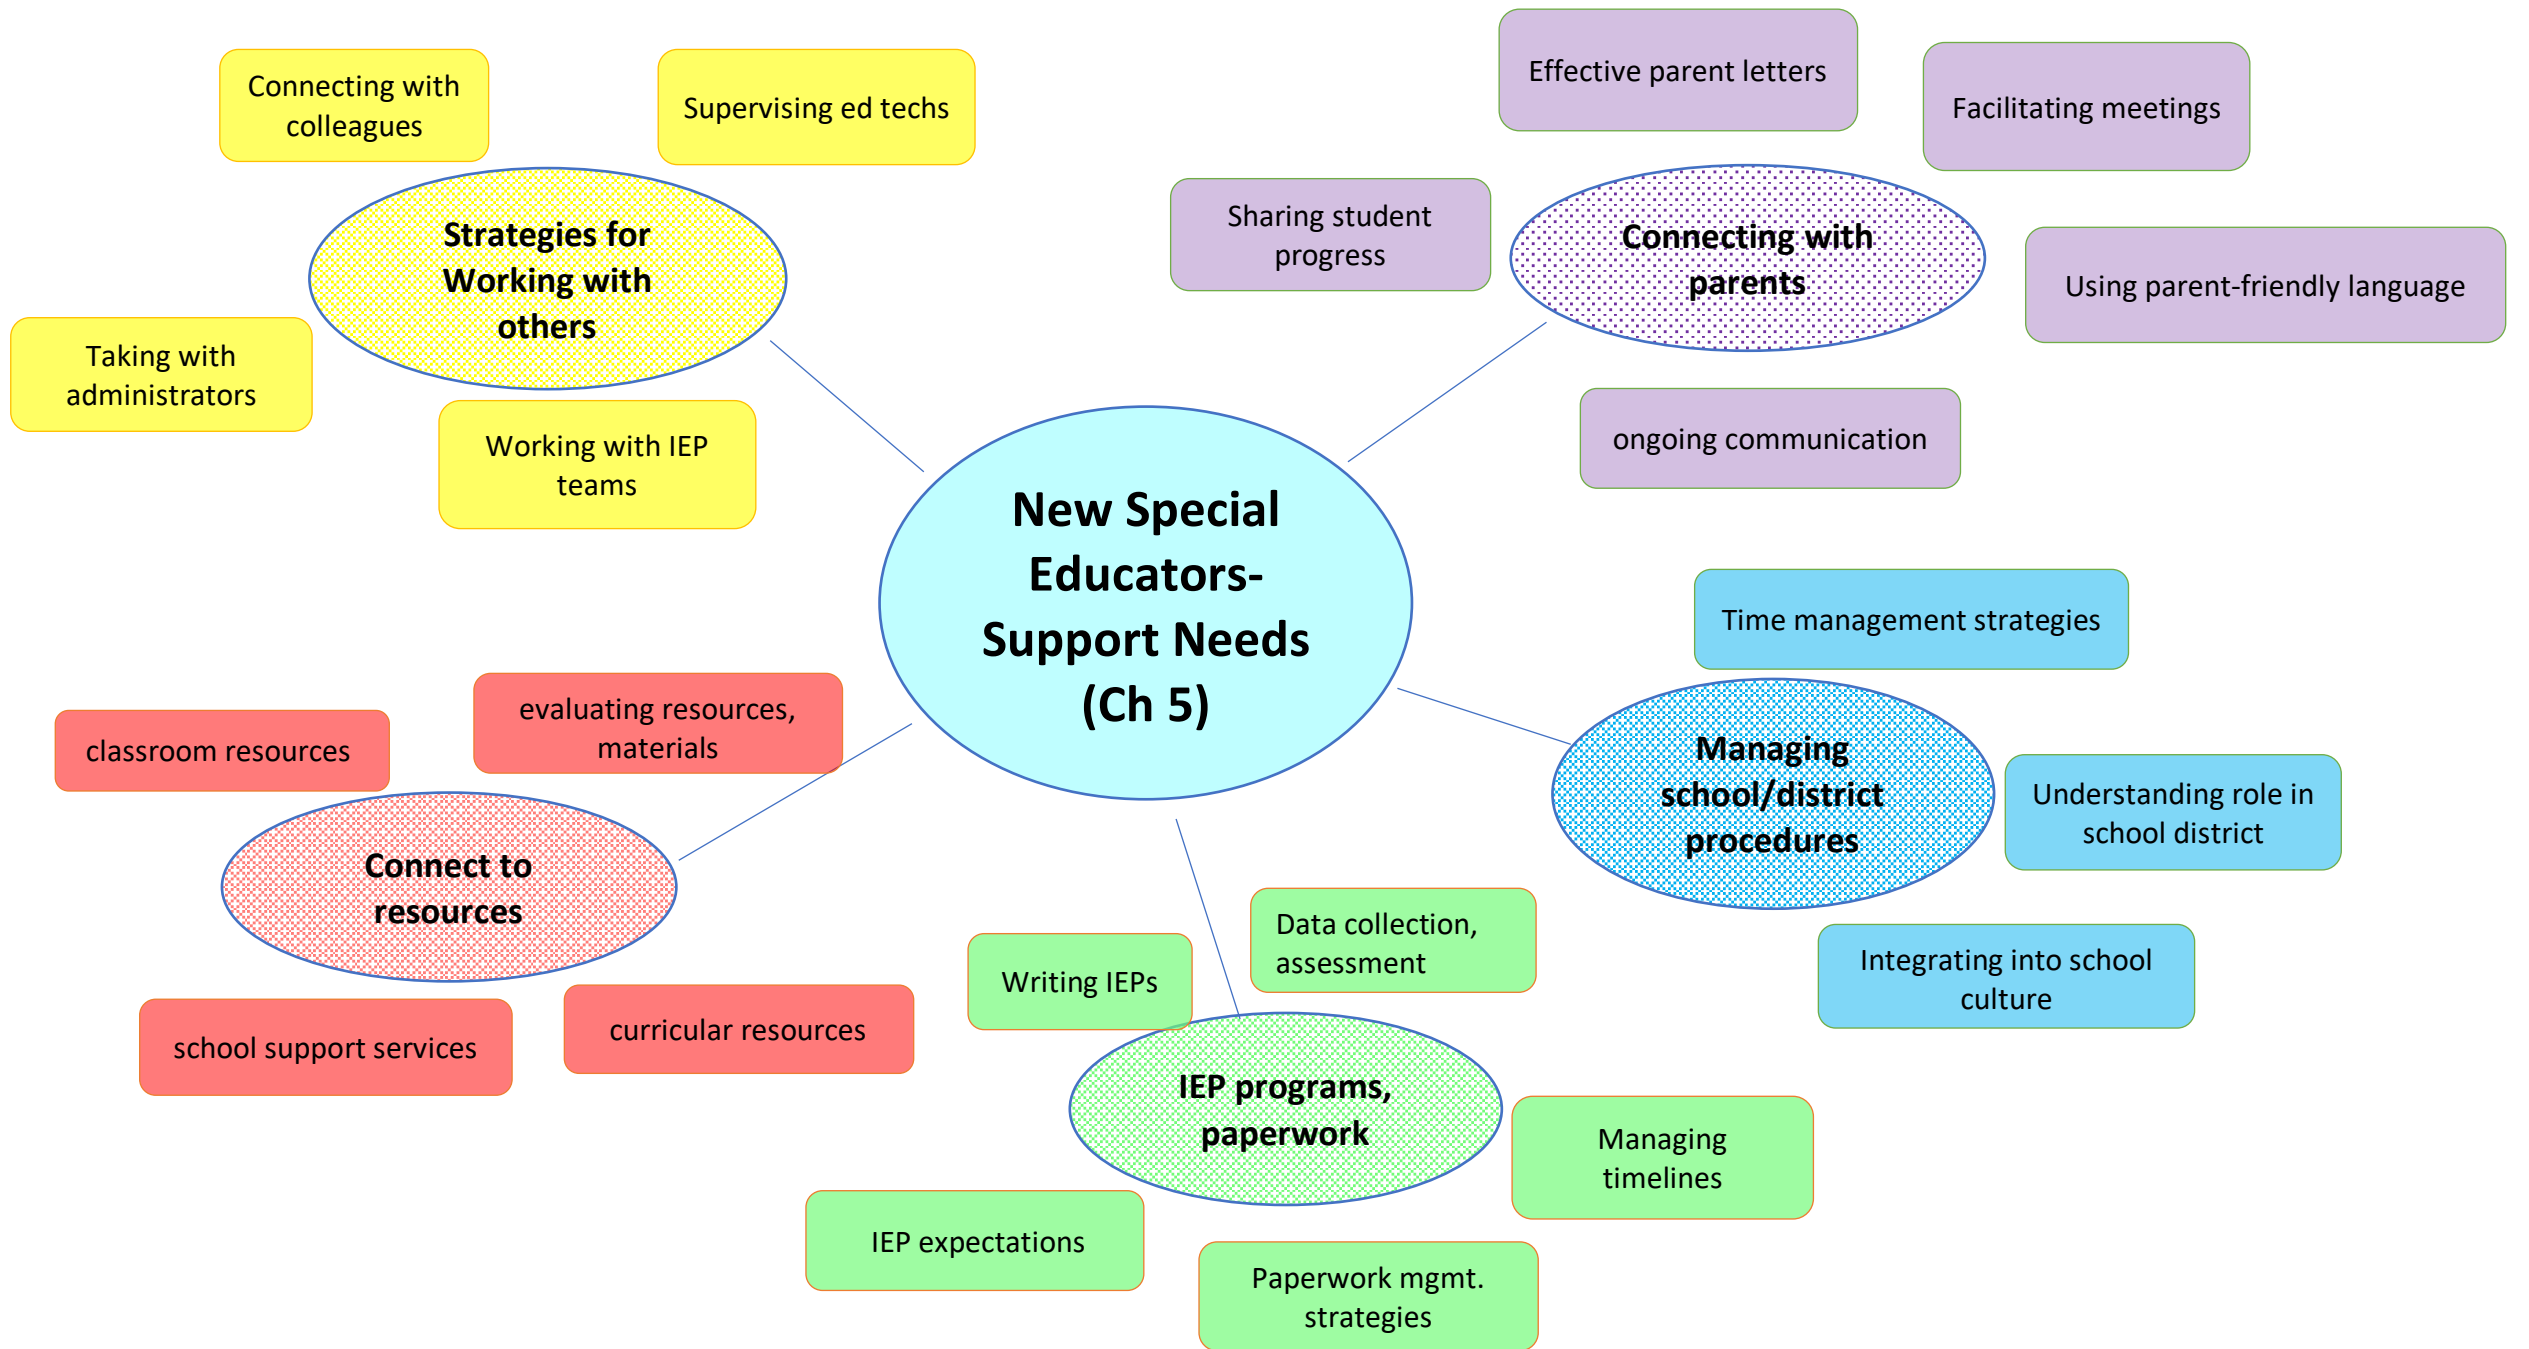 Connecting with
colleagues
Supervising ed techs
Strategies for
Working with
others
Taking with
administrators
Working with IEP
teams
Effective parent letters
Facilitating meetings
Sharing student
progress
Connecting with
parents
Using parent-friendly language
ongoing communication
New Special
Educators-
Support Needs
(Ch 5)
Time management strategies
Managing
school/district
procedures
Understanding role in
school district
Integrating into school
culture
classroom resources
evaluating resources,
materials
Connect to
resources
school support services
curricular resources
Writing IEPs
Data collection,
assessment
IEP programs,
paperwork
Managing
timelines
IEP expectations
Paperwork mgmt.
strategies